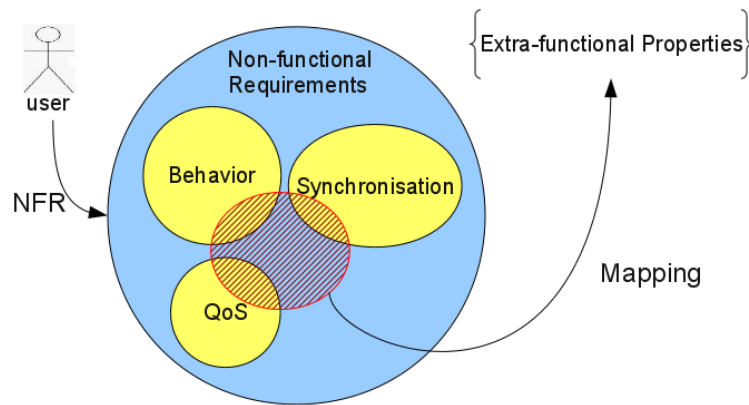 Non-functional
Requirements
{Extra-functional Properties}
user
Behavior
Synchronisation
NFR
Mapping
QoS